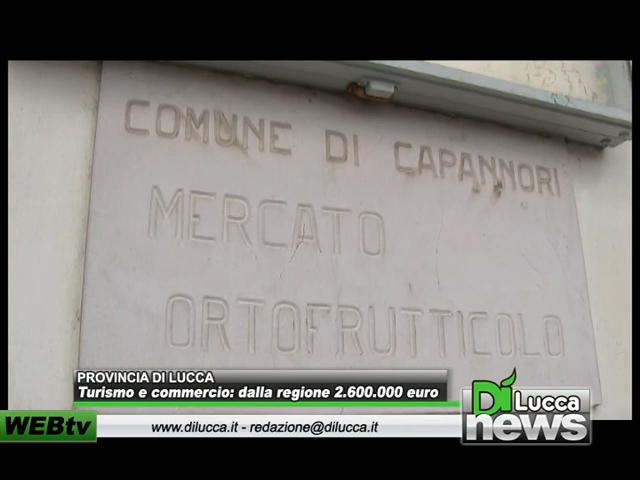 COMUNE DI CAPANNORI
MERCATO
ORTOFRUTTICOLO
PROVINCIA DI LUCCA
Turismo e commercio: dalla regione 2.600.000 euro
Dì LUCCA
news
WEBtv
www.dilucca.it - redazione@dilucca.it